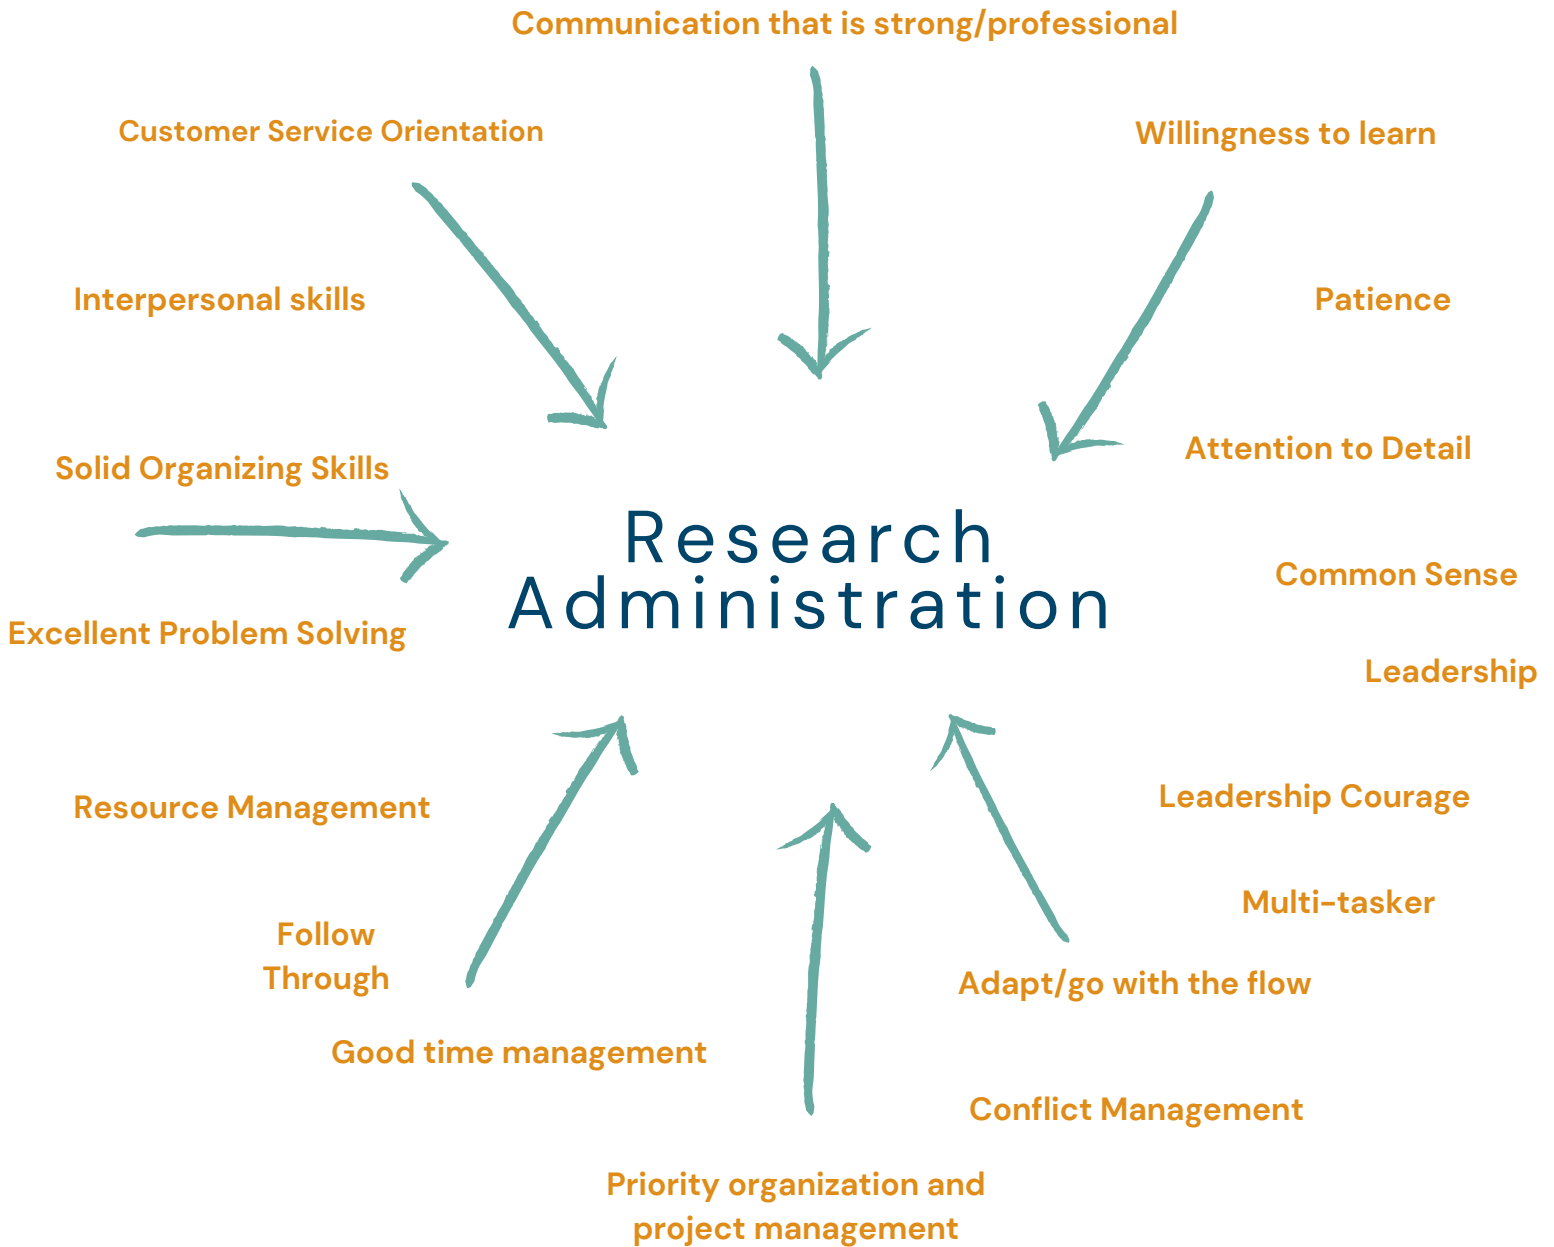 Communication that is strong/professional
Customer Service Orientation
Willingness to learn
Interpersonal skills
Patience
Attention to Detail
Solid Organizing Skills
Research
Administration
Common Sense
Excellent Problem Solving
Leadership
Leadership Courage
Resource Management
Multi-tasker
Follow
Through
Adapt/go with the flow
Good time management
Conflict Management
Priority organization and
project management